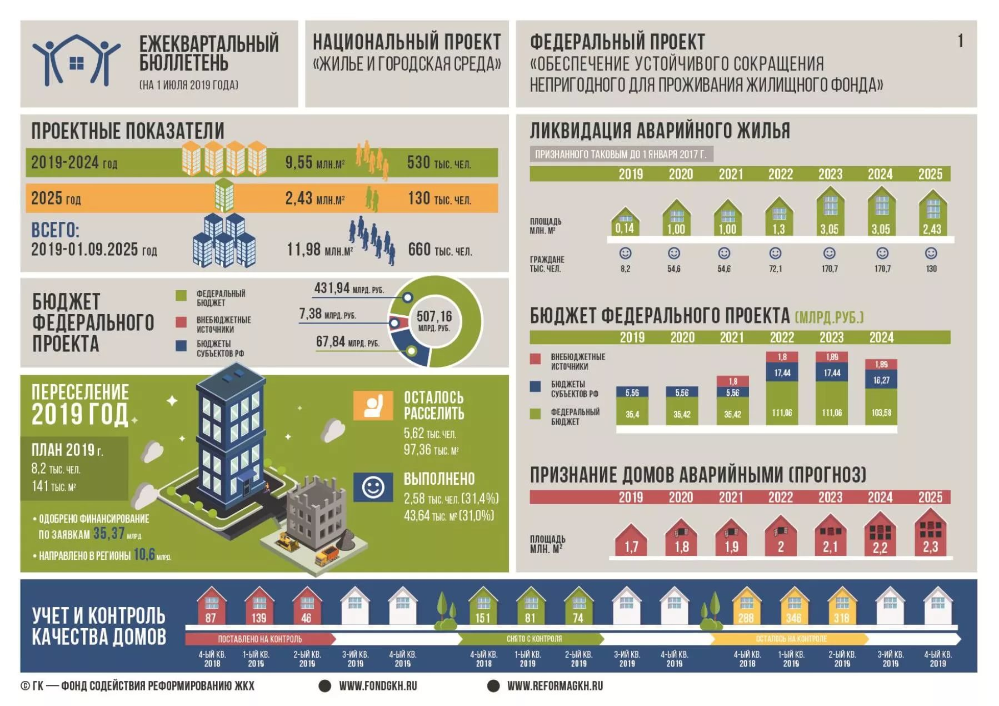 ЕЖЕКВАРТАЛЬНЫЙ
БЮЛЛЕТЕНЬ
(НА 1 ИЮЛЯ 2019 ГОДА)
НАЦИОНАЛЬНЫЙ ПРОЕКТ
«ЖИЛЬЕ И ГОРОДСКАЯ СРЕДА»
ФЕДЕРАЛЬНЫЙ ПРОЕКТ
«ОБЕСПЕЧЕНИЕ УСТОЙЧИВОГО СОКРАЩЕНИЯ
НЕПРИГОДНОГО ДЛЯ ПРОЖИВАНИЯ ЖИЛИЩНОГО ФОНДА»
1
ПРОЕКТНЫЕ ПОКАЗАТЕЛИ
2019-2024 ГОД 9,55 МЛН.М² 530 ТЫС. ЧЕЛ.
2025 ГОД 2,43 МЛН.М² 130 ТЫС. ЧЕЛ.
ВСЕГО:
2019-01.09.2025 ГОД 11,98 МЛН.М² 660 ТЫС. ЧЕЛ.
БЮДЖЕТ
ФЕДЕРАЛЬНОГО
ПРОЕКТА
ФЕДЕРАЛЬНЫЙ
БЮДЖЕТ
ВНЕБЮДЖЕТНЫЕ
ИСТОЧНИКИ
БЮДЖЕТЫ
СУБЪЕКТОВ РФ
431,94 МЛРД. РУБ.
7,38 МЛРД. РУБ.
67,84 МЛРД. РУБ.
507,16
МЛРД. РУБ.
ПЕРЕСЕЛЕНИЕ
2019 ГОД
ПЛАН 2019 Г.
8,2 ТЫС. ЧЕЛ.
141 ТЫС. М²
• ОДОБРЕНО ФИНАНСИРОВАНИЕ
ПО ЗАЯВКАМ 35,37 МЛРД.
• НАПРАВЛЕНО В РЕГИОНЫ 10,6 МЛРД.
ОСТАЛОСЬ
РАССЕЛИТЬ
5,62 ТЫС. ЧЕЛ.
97,36 ТЫС. М²
ВЫПОЛНЕНО
2,58 ТЫС. ЧЕЛ. (31,4%)
43,64 ТЫС. М² (31,0%)
ЛИКВИДАЦИЯ АВАРИЙНОГО ЖИЛЬЯ
ПРИЗНАННОГО ТАКОВЫМ ДО 1 ЯНВАРЯ 2017 Г.
2019 2020 2021 2022 2023 2024 2025
ПЛОЩАДЬ
МЛН. М²
0,14 1,00 1,00 1,3 3,05 3,05 2,43
ГРАЖДАНЕ
ТЫС. ЧЕЛ.
8,2 54,6 54,6 72,1 170,7 170,7 130
БЮДЖЕТ ФЕДЕРАЛЬНОГО ПРОЕКТА (МЛРД.РУБ.)
2019 2020 2021 2022 2023 2024
ВНЕБЮДЖЕТНЫЕ
ИСТОЧНИКИ
1,8 1,8 1,89 1,89
БЮДЖЕТЫ
СУБЪЕКТОВ РФ
5,56 5,56 5,56 17,44 17,44 16,27
ФЕДЕРАЛЬНЫЙ
БЮДЖЕТ
35,4 35,42 35,42 111,06 111,06 103,58
ПРИЗНАНИЕ ДОМОВ АВАРИЙНЫМИ (ПРОГНОЗ)
2019 2020 2021 2022 2023 2024 2025
ПЛОЩАДЬ
МЛН. М²
1,7 1,8 1,9 2 2,1 2,2 2,3
УЧЕТ И КОНТРОЛЬ
КАЧЕСТВА ДОМОВ
87 139 46 151 81 74 288 346 318
ПОСТАВЛЕНО НА КОНТРОЛЬ СНЯТО С КОНТРОЛЯ ОСТАЛОСЬ НА КОНТРОЛЕ
4-ЫЙ КВ. 1-ЫЙ КВ. 2-ЫЙ КВ. 3-ИЙ КВ. 4-ЫЙ КВ. 4-ЫЙ КВ. 1-ЫЙ КВ. 2-ЫЙ КВ. 3-ИЙ КВ. 4-ЫЙ КВ. 4-ЫЙ КВ. 1-ЫЙ КВ. 2-ЫЙ КВ. 3-ИЙ КВ. 4-ЫЙ КВ.
2018 2019 2019 2019 2019 2018 2019 2019 2019 2019 2018 2019 2019 2019 2019
© ГК — ФОНД СОДЕЙСТВИЯ РЕФОРМИРОВАНИЮ ЖКХ WWW.FONDGKH.RU WWW.REFORMAGKH.RU